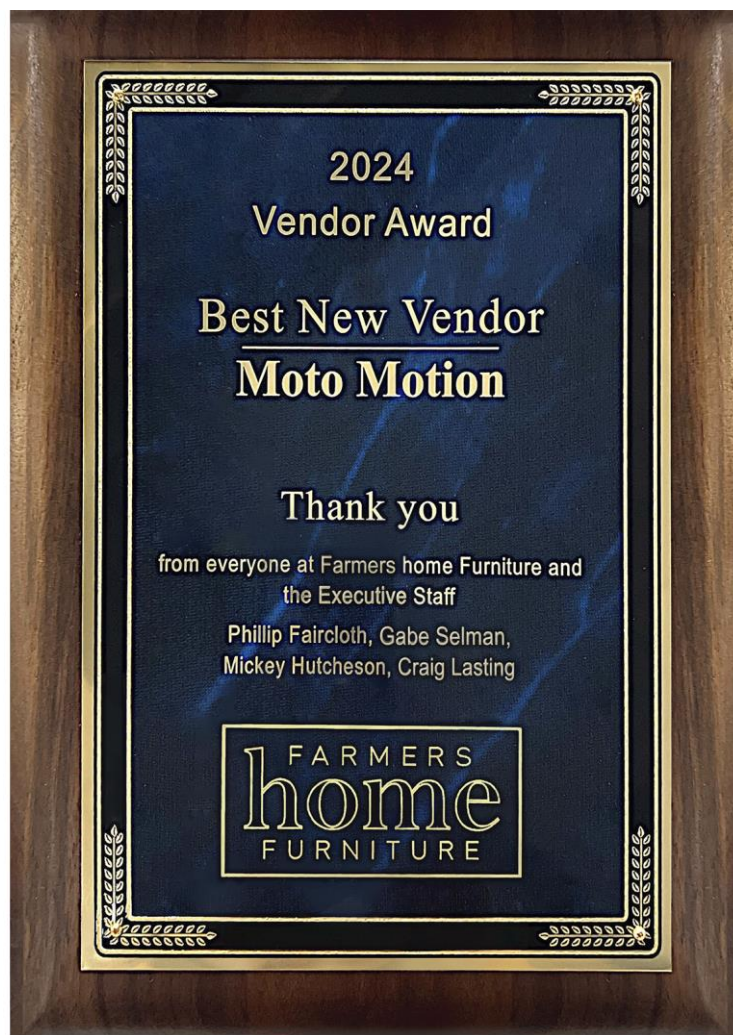 2024
Vendor Award
Best New Vendor
Moto Motion
Thank you
from everyone at Farmers home Furniture and
the Executive Staff
Phillip Faircloth, Gabe Selman,
Mickey Hutcheson, Craig Lasting
FARMERS
home
FURNITURE